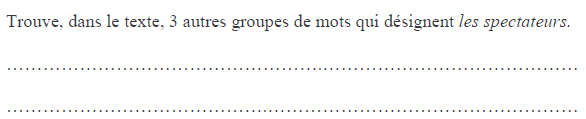 Trouve, dans le texte, 3 autres groupes de mots qui désignent les spectateurs.
……………………………………………………………………………………………
……………………………………………………………………………………………